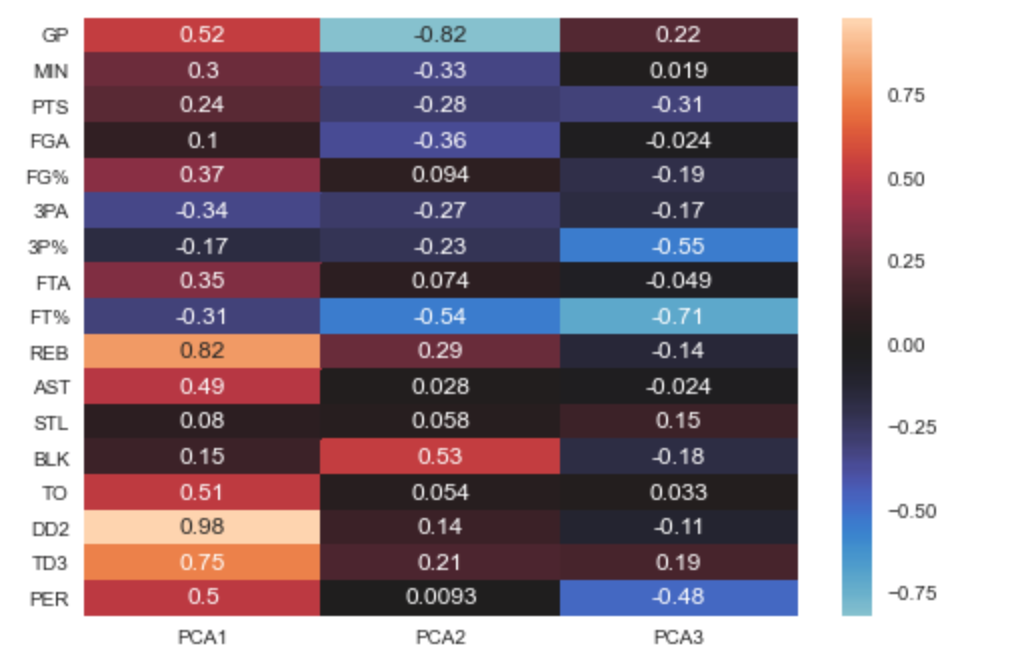 GP 0.52 -0.82 0.22
MIN 0.3 -0.33 0.019
PTS 0.24 -0.28 -0.31
FGA 0.1 -0.36 -0.024
FG% 0.37 0.094 -0.19
3PA -0.34 -0.27 -0.17
3P% -0.17 -0.23 -0.55
FTA 0.35 0.074 -0.049
FT% -0.31 -0.54 -0.71
REB 0.82 0.29 -0.14
AST 0.49 0.028 -0.024
STL 0.08 0.058 0.15
BLK 0.15 0.53 -0.18
TO 0.51 0.054 0.033
DD2 0.98 0.14 -0.11
TD3 0.75 0.21 0.19
PER 0.5 0.0093 -0.48
PCA1 PCA2 PCA3
0.75
0.50
0.25
0.00
−0.25
−0.50
−0.75